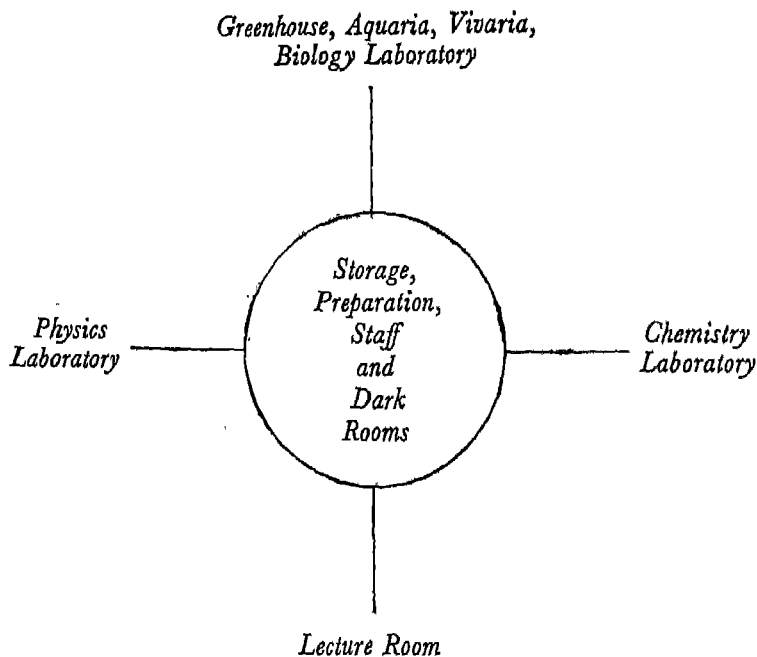 Greenhouse, Aquaria, Vivaria,
Biology Laboratory
Storage,
Preparation,
Staff
and
Dark
Rooms
Physics
Laboratory
Chemistry
Laboratory
Lecture Room